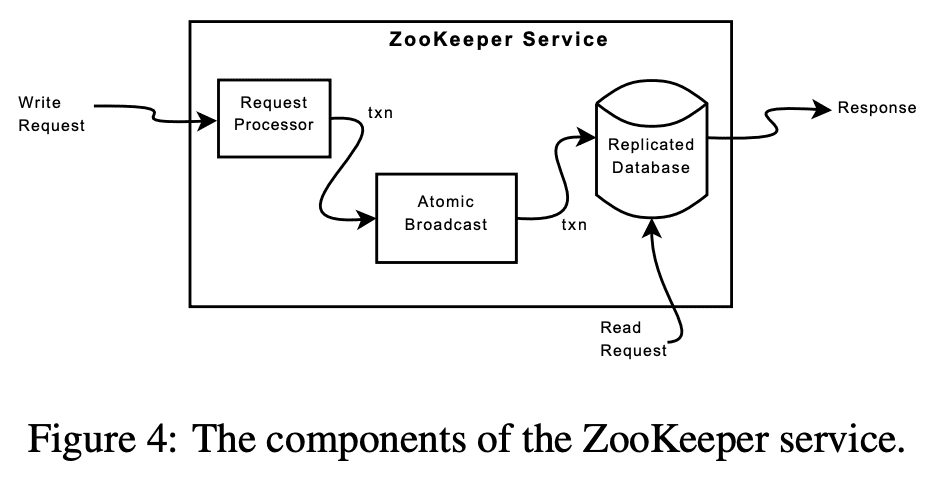 ZooKeeper Service
Write
Request
Request
Processor
txn
Atomic
Broadcast
txn
Replicated
Database
Response
Read
Request
Figure 4: The components of the ZooKeeper service.